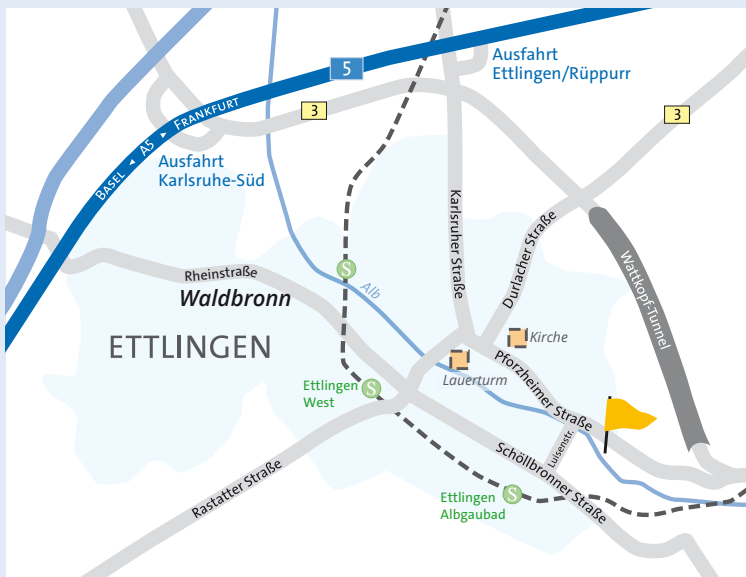 Ausfahrt
Ettlingen/Rüppurr
5
3
3
BASEL ◄ A5 ► FRANKFURT
Ausfahrt
Karlsruhe-Süd
Karlsruher Straße
Durlacher Straße
Wattkopf-Tunnel
Rheinstraße
S
Alb
Waldbronn
ETTLINGEN
Kirche
Lauerturm
Pforzheimer Straße
Ettlingen
West
S
Luisenstr.
Schöllbronner Straße
Rastatter Straße
Ettlingen
Albgaubad
S